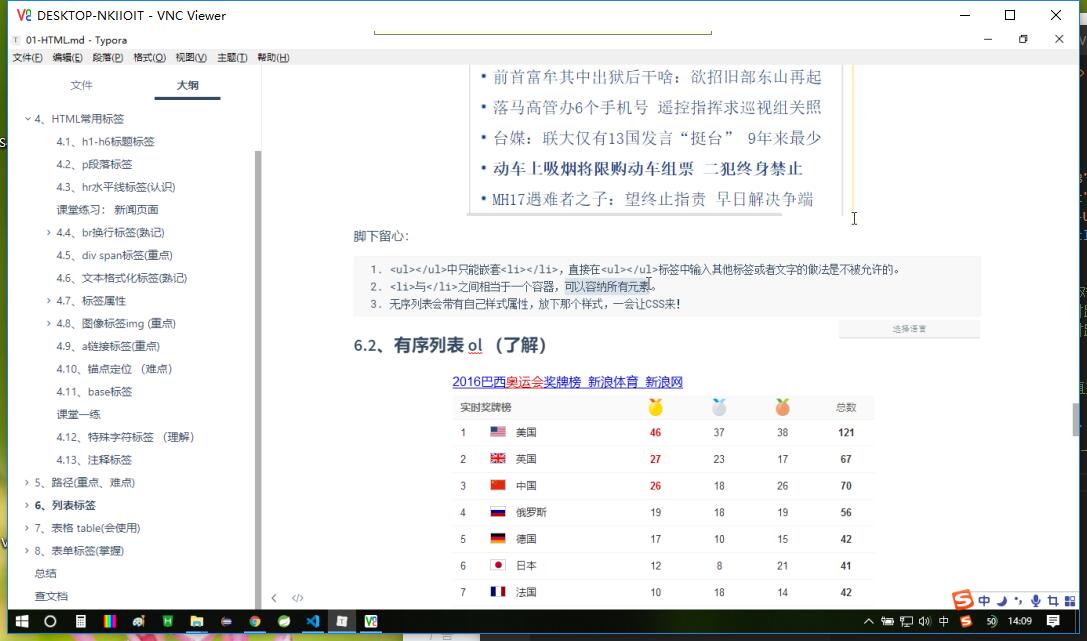 DESKTOP-NKIIOIT - VNC Viewer
01-HTML.md - Typora
文件(F) 编辑(E) 段落(P) 格式(O) 视图(V) 主题(T) 帮助(H)
文件 大纲
4、HTML常用标签
4.1、h1-h6标题标签
4.2、p段落标签
4.3、hr水平线标签(认识)
课堂练习： 新闻页面
4.4、br换行标签(熟记)
4.5、div span标签(重点)
4.6、文本格式化标签(熟记)
4.7、标签属性
4.8、图像标签img (重点)
4.9、a链接标签(重点)
4.10、锚点定位 （难点）
4.11、base标签
课堂一练
4.12、特殊字符标签 （理解）
4.13、注释标签
5、路径(重点、难点)
6、列表标签
7、表格 table(会使用)
8、表单标签(掌握)
总结
查文档
• 前首富牟其中出狱后干啥：欲招旧部东山再起
• 落马高管办6个手机号 遥控指挥求巡视组关照
• 台媒：联大仅有13国发言“挺台” 9年来最少
• 动车上吸烟将限购动车组票 二犯终身禁止
• MH17遇难者之子：望终止指责 早日解决争端
脚下留心：
1. <ul></ul>中只能嵌套<li></li>，直接在<ul></ul>标签中输入其他标签或者文字的做法是不被允许的。
2. <li>与</li>之间相当于一个容器，可以容纳所有元素。
3. 无序列表会带有自己样式属性，放下那个样式，一会让CSS来！
选择语言
6.2、有序列表 ol （了解）
2016巴西奥运会奖牌榜_新浪体育_新浪网
实时奖牌榜 总数
1 美国 46 37 38 121
2 英国 27 23 17 67
3 中国 26 18 26 70
4 俄罗斯 19 18 19 56
5 德国 17 10 15 42
6 日本 12 8 21 41
7 法国 10 18 14 42
中
中 50 14:09